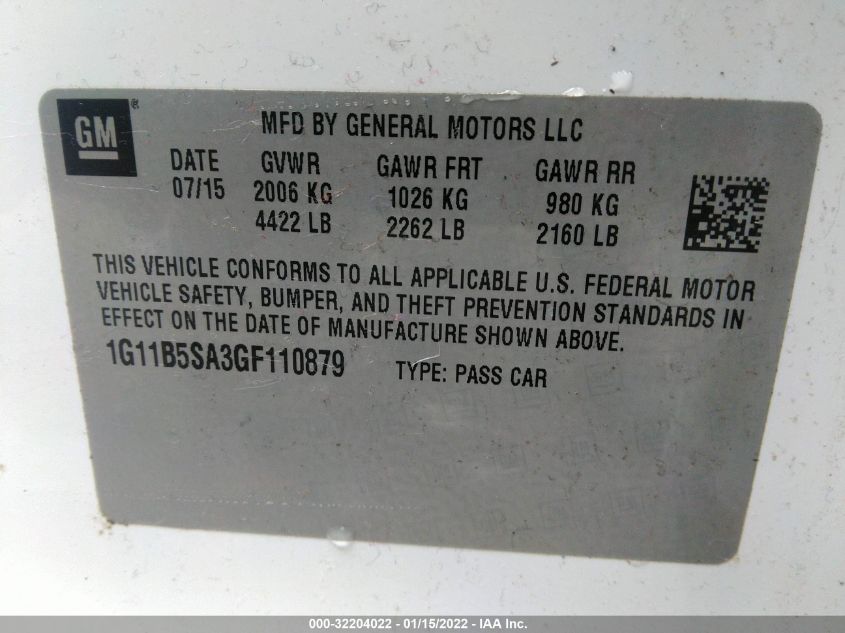 GM ®
MFD BY GENERAL MOTORS LLC
DATE GVWR GAWR FRT GAWR RR
07/15 2006 KG 1026 KG 980 KG
4422 LB 2262 LB 2160 LB
THIS VEHICLE CONFORMS TO ALL APPLICABLE U.S. FEDERAL MOTOR
VEHICLE SAFETY, BUMPER, AND THEFT PREVENTION STANDARDS IN
EFFECT ON THE DATE OF MANUFACTURE SHOWN ABOVE.
1G11B5SA3GF110879 TYPE: PASS CAR
000-32204022 - 01/15/2022 - IAA Inc.